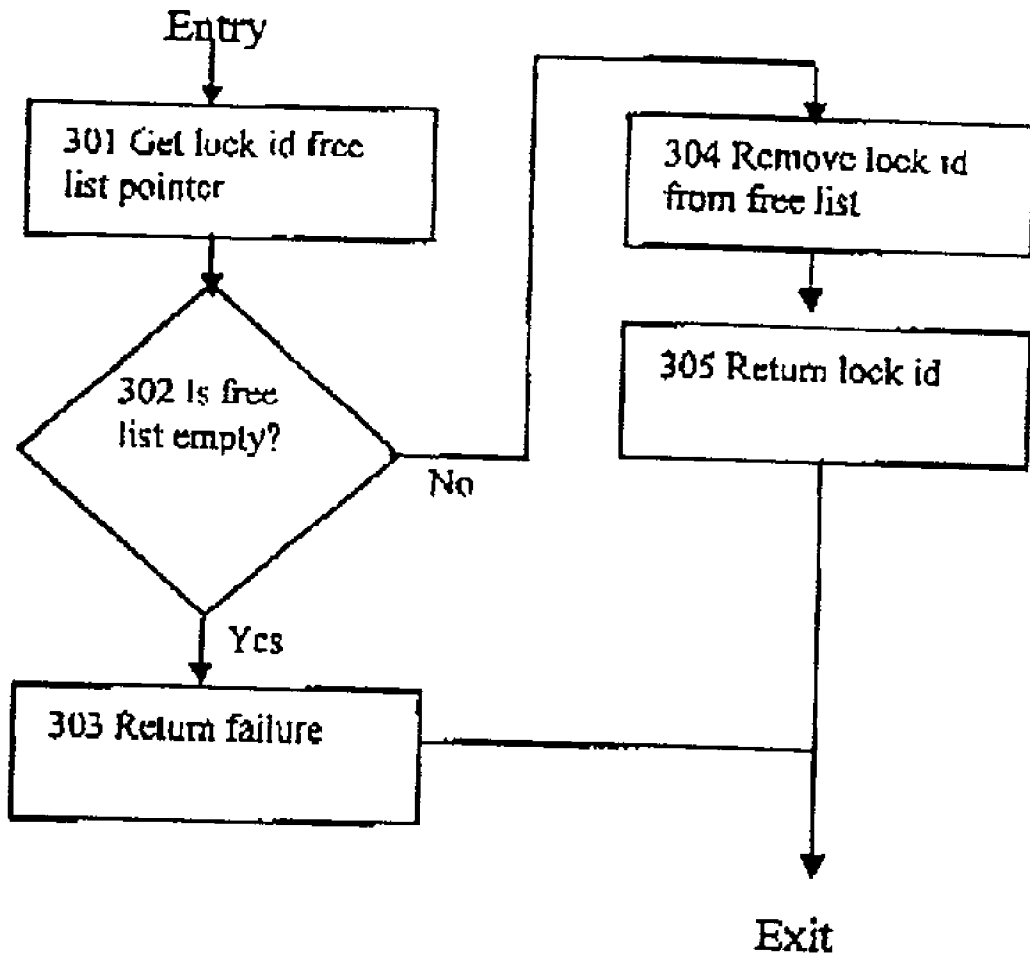 Entry
301 Get lock id free
list pointer
302 Is free
list empty?
No
Yes
303 Return failure
304 Remove lock id
from free list
305 Return lock id
Exit